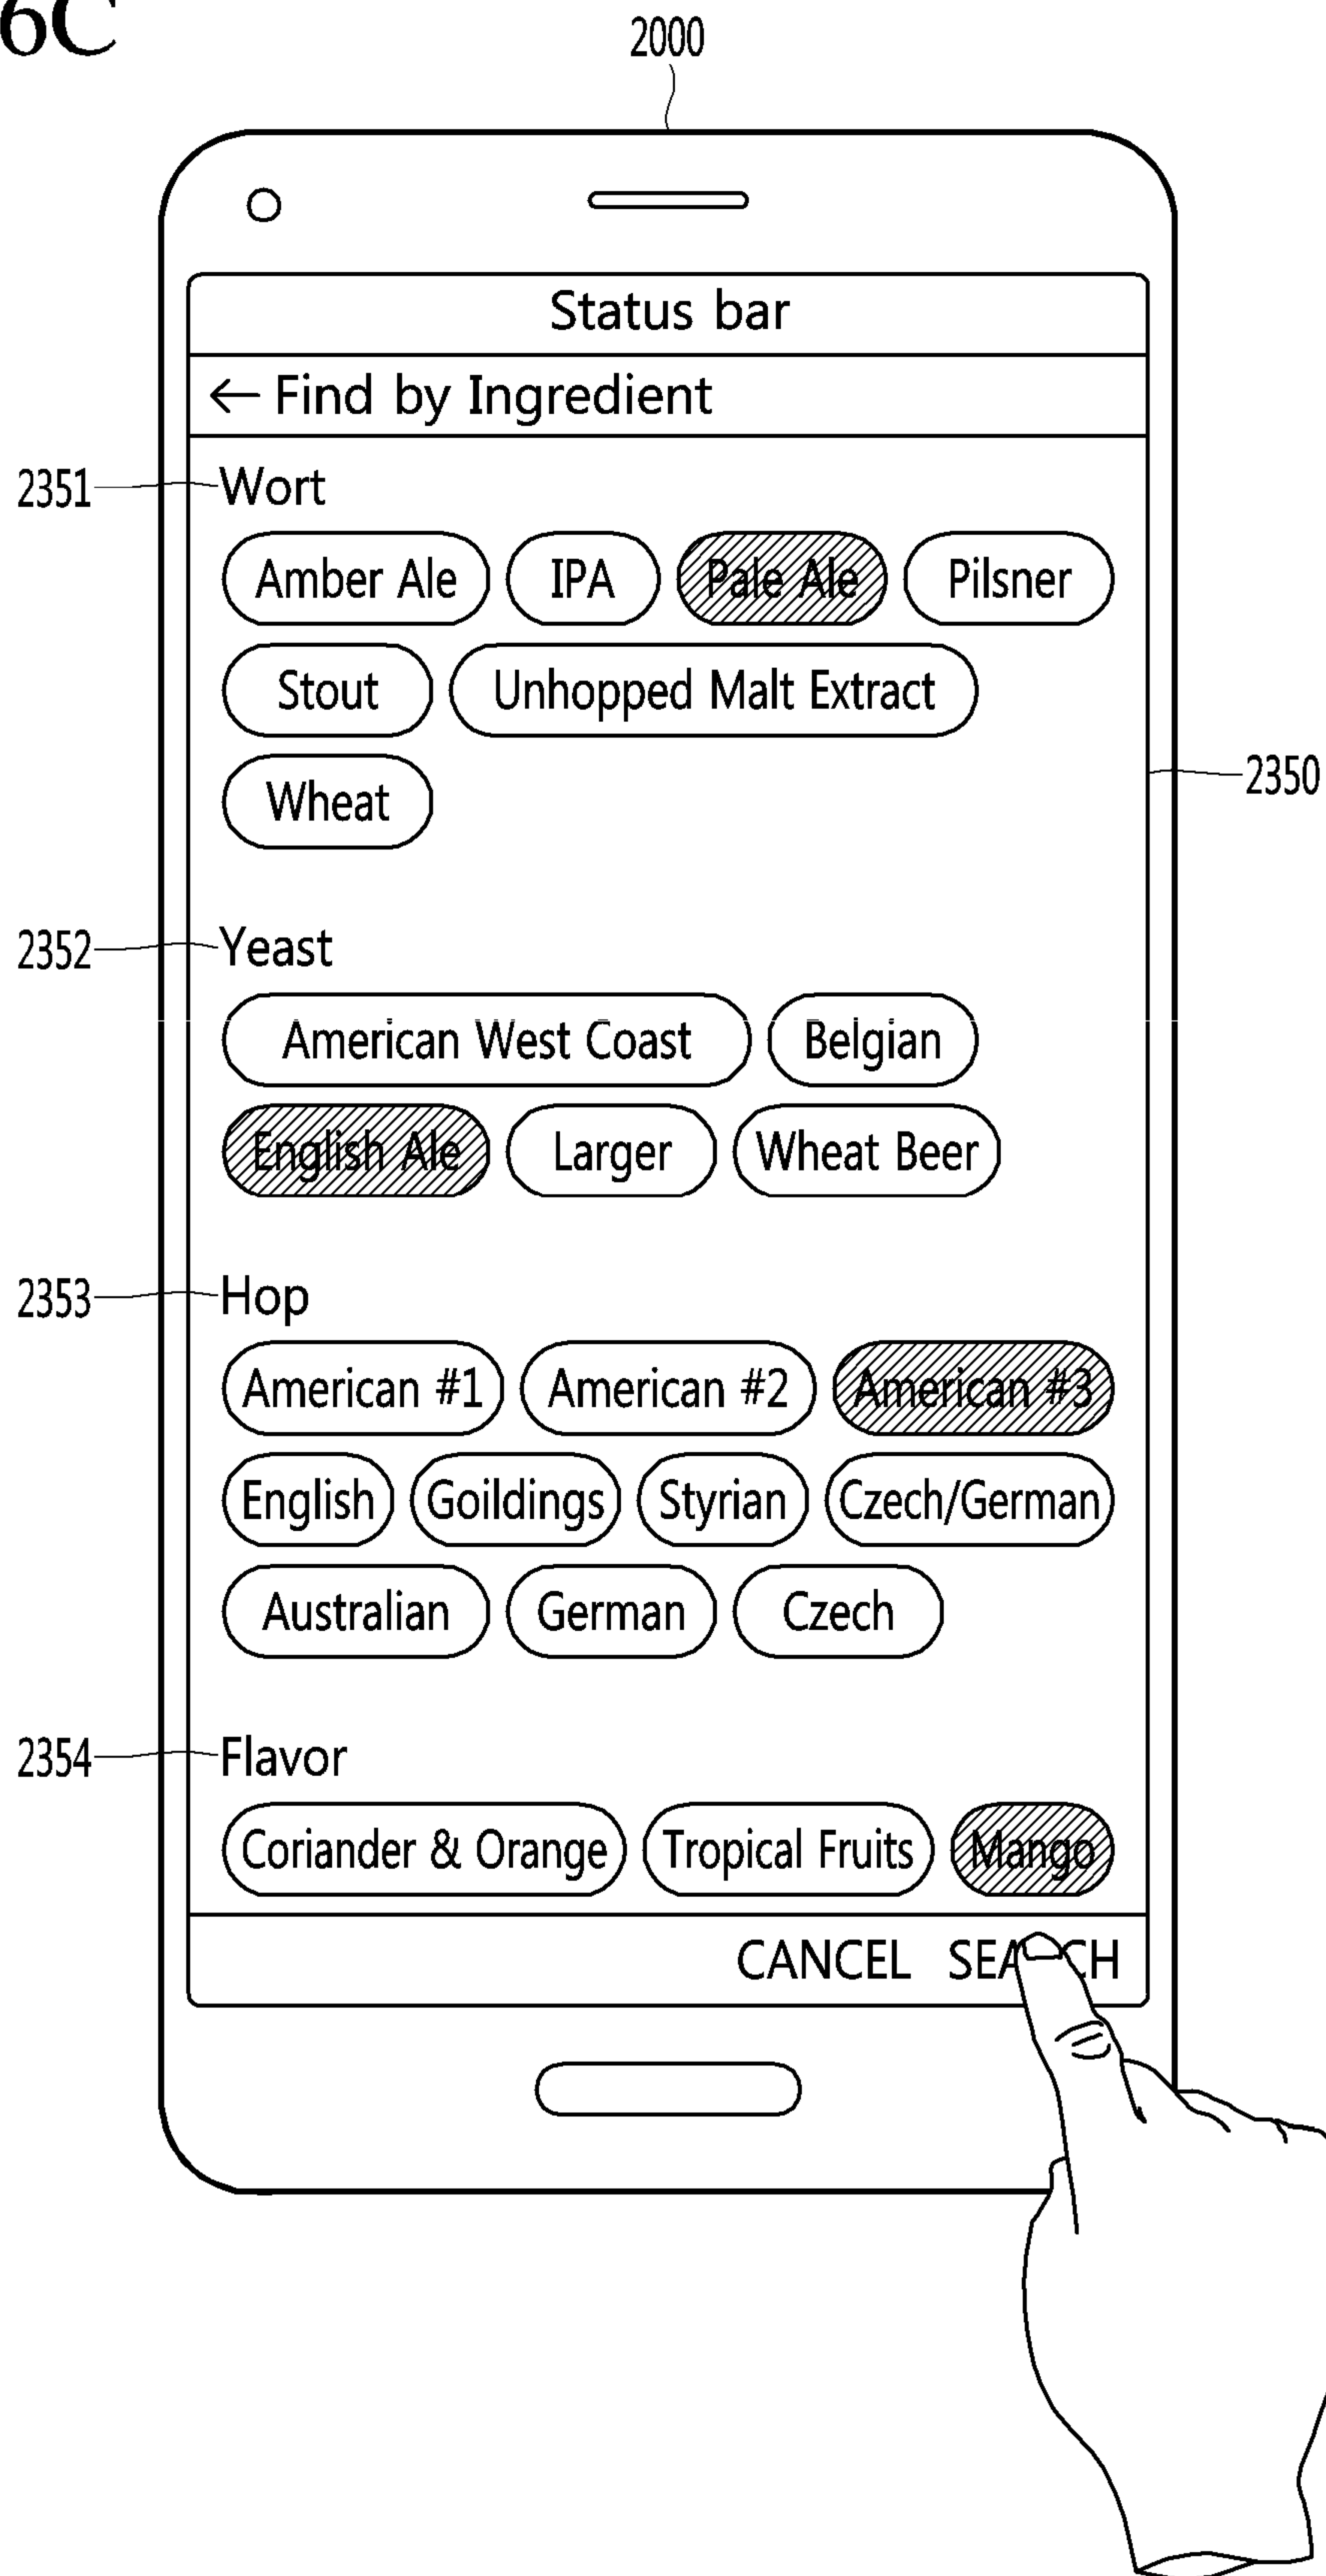 6C
2000
Status bar
← Find by Ingredient
2351 Wort
Amber Ale IPA Pale Ale Pilsner
Stout Unhopped Malt Extract
2350
Wheat
2352 Yeast
American West Coast Belgian
English Ale Larger Wheat Beer
2353 Hop
American #1 American #2 American #3
English Goildings Styrian Czech/German
Australian German Czech
2354 Flavor
Coriander & Orange Tropical Fruits Mango
CANCEL SEARCH